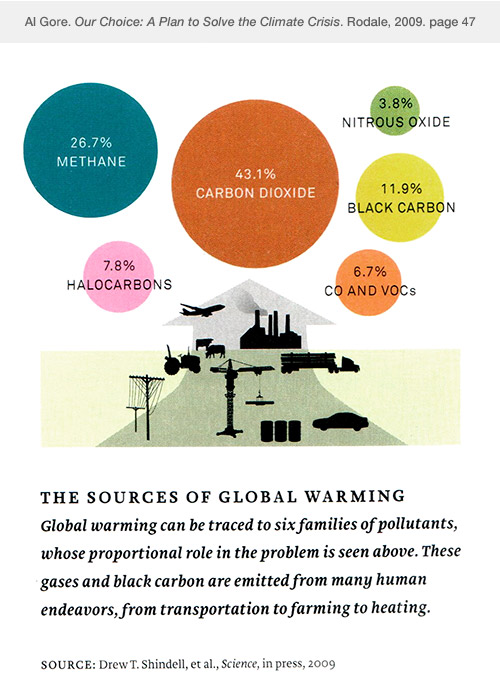 Al Gore. Our Choice: A Plan to Solve the Climate Crisis. Rodale, 2009. page 47
3.8%
NITROUS OXIDE
26.7%
METHANE
43.1%
CARBON DIOXIDE
11.9%
BLACK CARBON
7.8%
HALOCARBONS
6.7%
CO AND VOCs
THE SOURCES OF GLOBAL WARMING
Global warming can be traced to six families of pollutants,
whose proportional role in the problem is seen above. These
gases and black carbon are emitted from many human
endeavors, from transportation to farming to heating.
SOURCE: Drew T. Shindell, et al., Science, in press, 2009